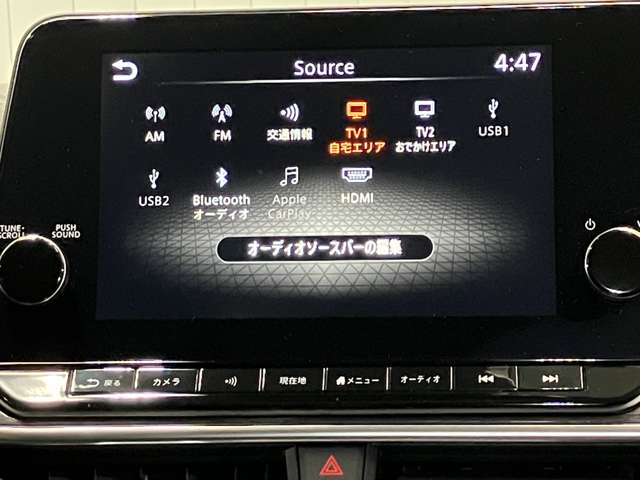 Source
4:47
AM
FM
交通情報
TV1
自宅エリア
TV2
おでかけエリア
USB1
USB2
Bluetooth
オーディオ
Apple
CarPlay
HDMI
オーディオソースバーの編集
TUNE・
SCROLL
PUSH
SOUND
戻る
カメラ
現在地
メニュー
オーディオ